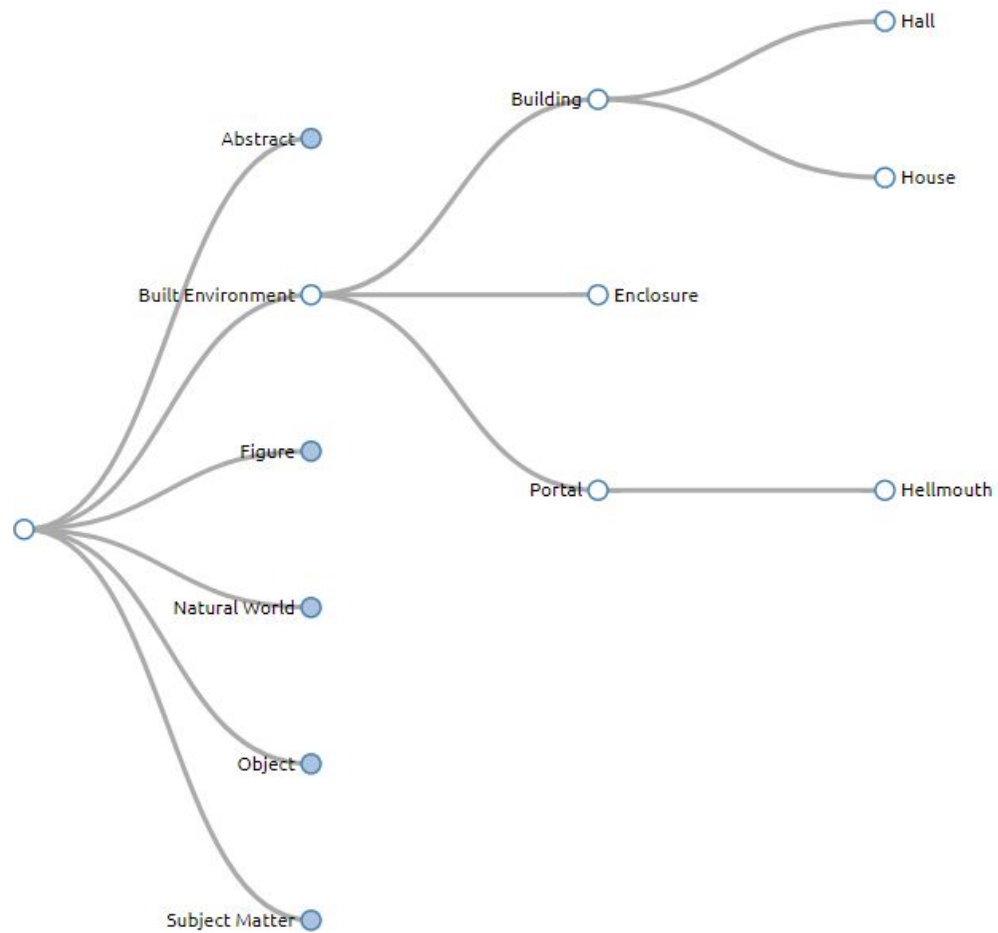 Hall
Building
Abstract
House
Built Environment
Enclosure
Figure
Portal
Hellmouth
Natural World
Object
Subject Matter